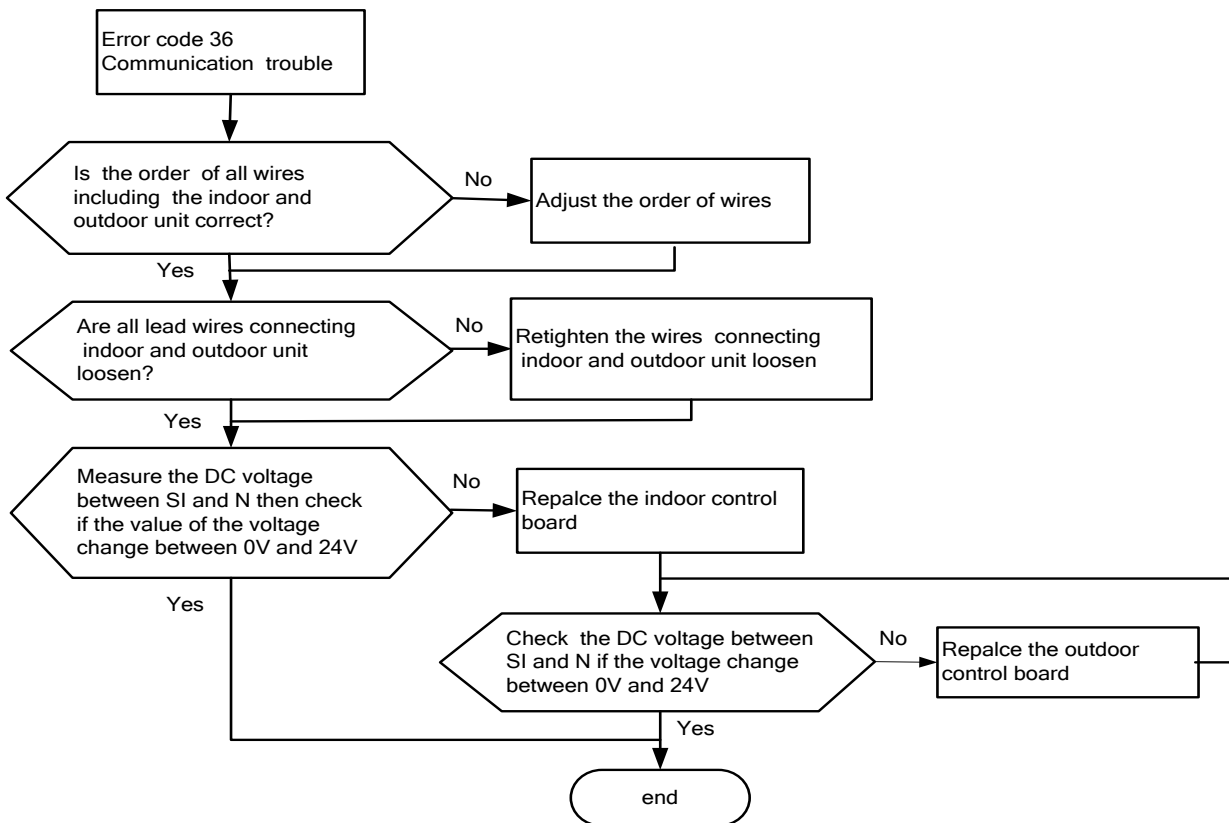 Error code 36
Communication trouble
Is the order of all wires
including the indoor and
outdoor unit correct?
No
Adjust the order of wires
Yes
Are all lead wires connecting
indoor and outdoor unit
loosen?
No
Retighten the wires connecting
indoor and outdoor unit loosen
Yes
Measure the DC voltage
between SI and N then check
if the value of the voltage
change between 0V and 24V
No
Repalce the indoor control
board
Yes
Check the DC voltage between
SI and N if the voltage change
between 0V and 24V
No
Repalce the outdoor
control board
Yes
end